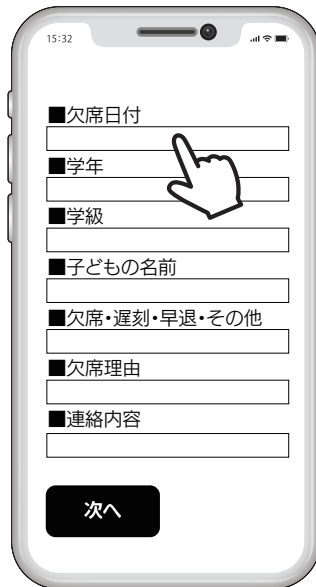 15:32
■欠席日付
■学年
■学級
■子どもの名前
■欠席・遅刻・早退・その他
■欠席理由
■連絡内容
次へ